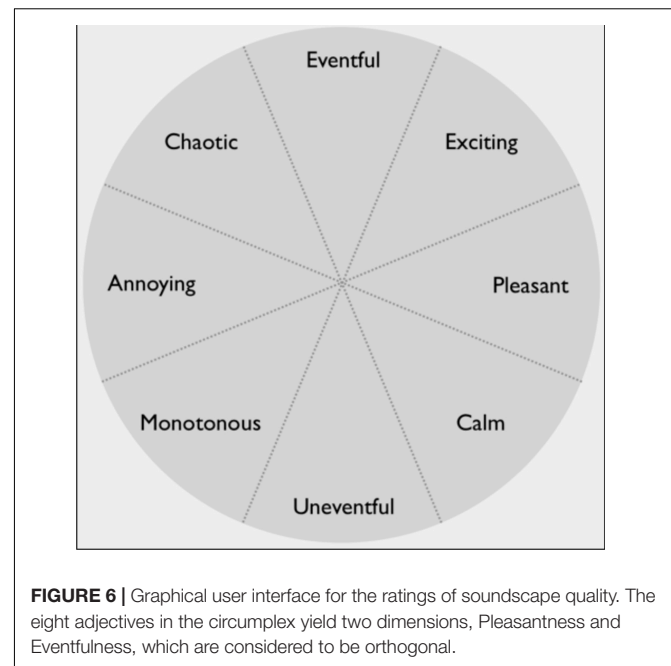 Eventful
Chaotic
Exciting
Annoying
Pleasant
Monotonous
Calm
Uneventful
FIGURE 6 | Graphical user interface for the ratings of soundscape quality. The
eight adjectives in the circumplex yield two dimensions, Pleasantness and
Eventfulness, which are considered to be orthogonal.